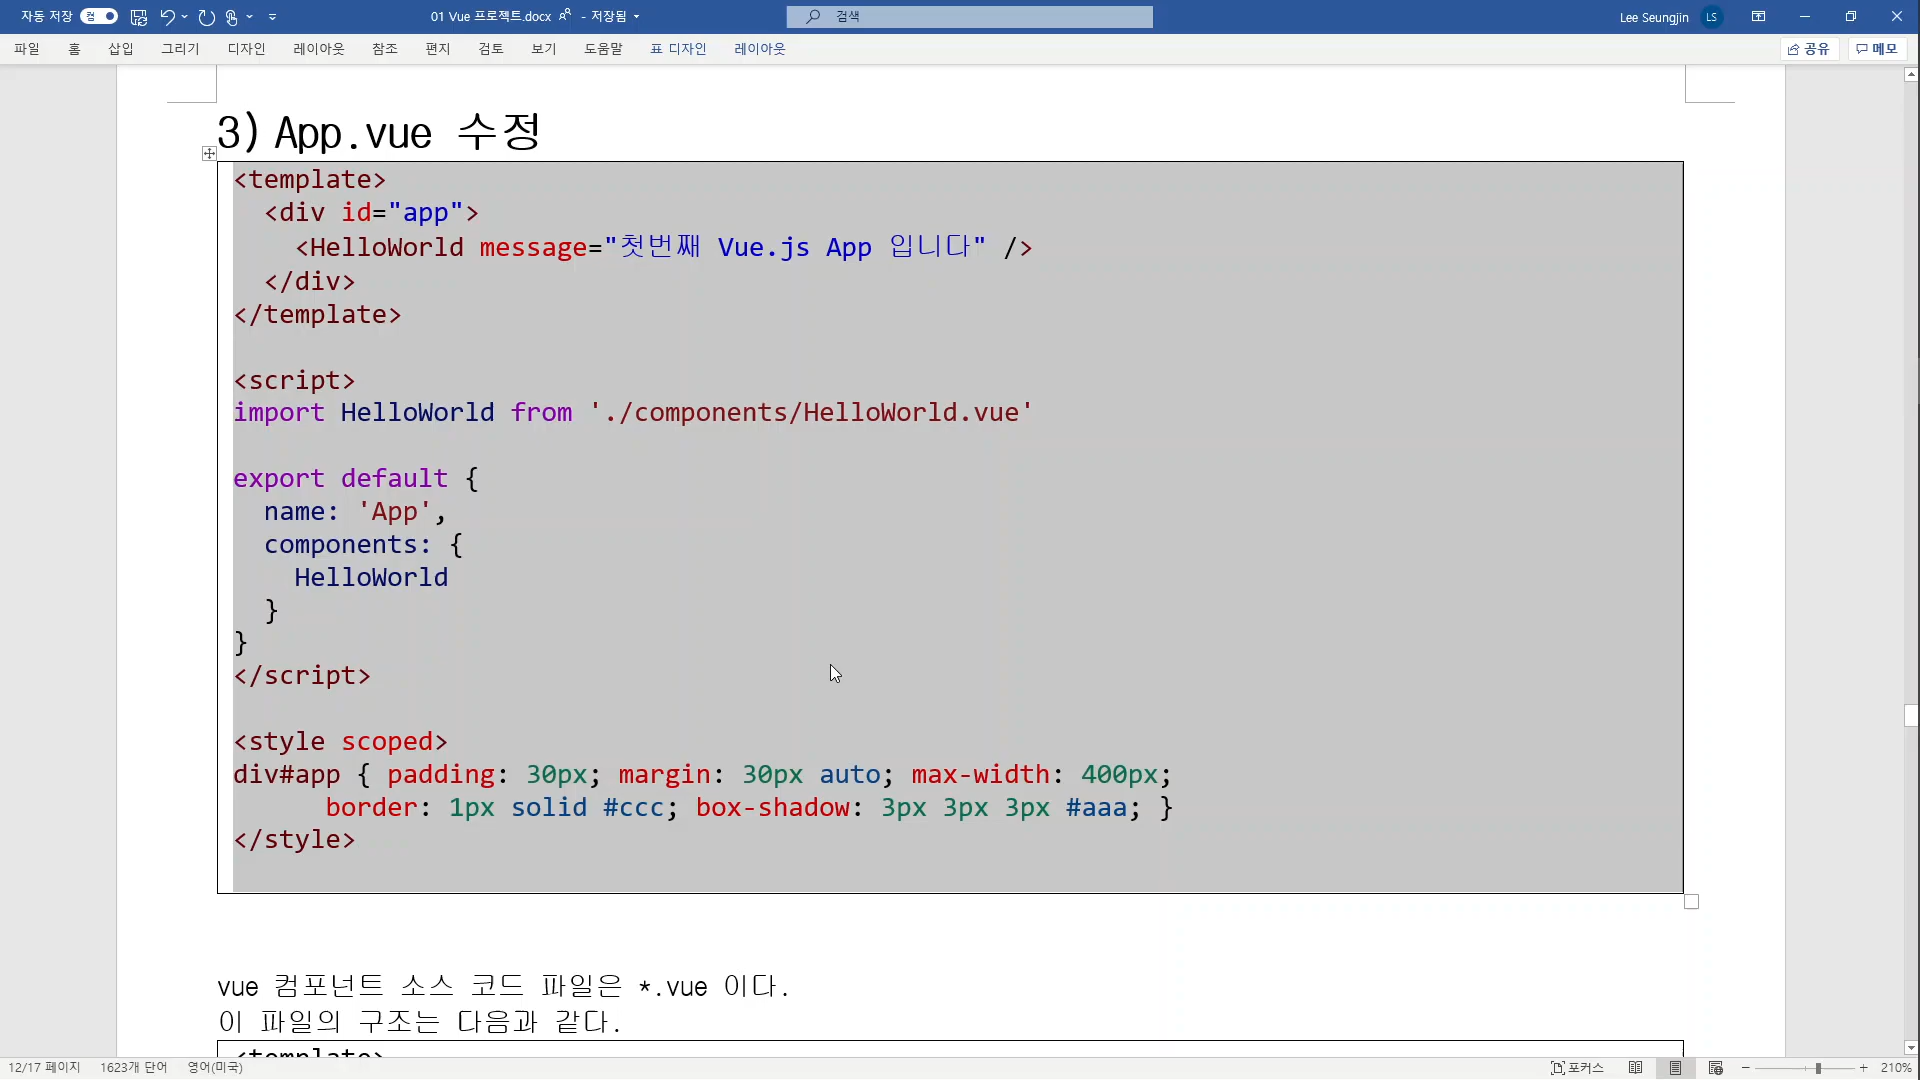 자동 저장 컴 01 Vue 프로젝트.docx - 저장됨 검색 Lee Seungjin LS
파일 홈 삽입 그리기 디자인 레이아웃 참조 편지 검토 보기 도움말 표 디자인 레이아웃 공유 메모
3) App.vue 수정
<template>
  <div id="app">
    <HelloWorld message="첫번째 Vue.js App 입니다" />
  </div>
</template>
<script>
import HelloWorld from './components/HelloWorld.vue'
export default {
  name: 'App',
  components: {
    HelloWorld
  }
}
</script>
<style scoped>
div#app { padding: 30px; margin: 30px auto; max-width: 400px;
      border: 1px solid #ccc; box-shadow: 3px 3px 3px #aaa; }
</style>
vue 컴포넌트 소스 코드 파일은 *.vue 이다.
이 파일의 구조는 다음과 같다.
<template>
12/17 페이지 1623개 단어 영어(미국) 포커스 210%